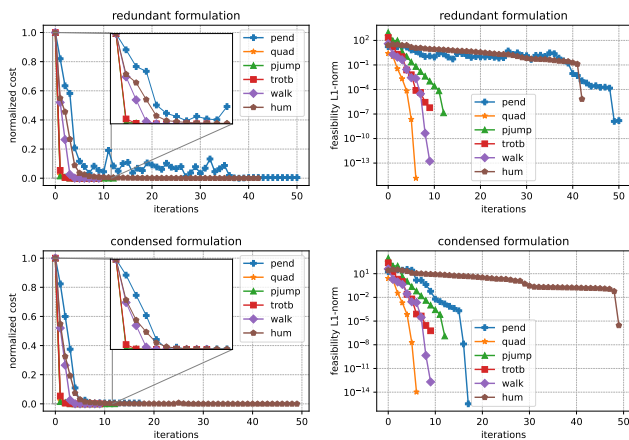 redundant formulation
normalized cost
1.0
0.8
0.6
0.4
0.2
0.0
0 10 20 30 40 50
iterations
pend
quad
pjump
trotb
walk
hum
redundant formulation
feasibility L1-norm
10²
10⁻¹
10⁻⁴
10⁻⁷
10⁻¹⁰
10⁻¹³
0 10 20 30 40 50
iterations
pend
quad
pjump
trotb
walk
hum
condensed formulation
normalized cost
1.0
0.8
0.6
0.4
0.2
0.0
0 10 20 30 40 50
iterations
pend
quad
pjump
trotb
walk
hum
condensed formulation
feasibility L1-norm
10¹
10⁻²
10⁻⁵
10⁻⁸
10⁻¹¹
10⁻¹⁴
0 10 20 30 40 50
iterations
pend
quad
pjump
trotb
walk
hum